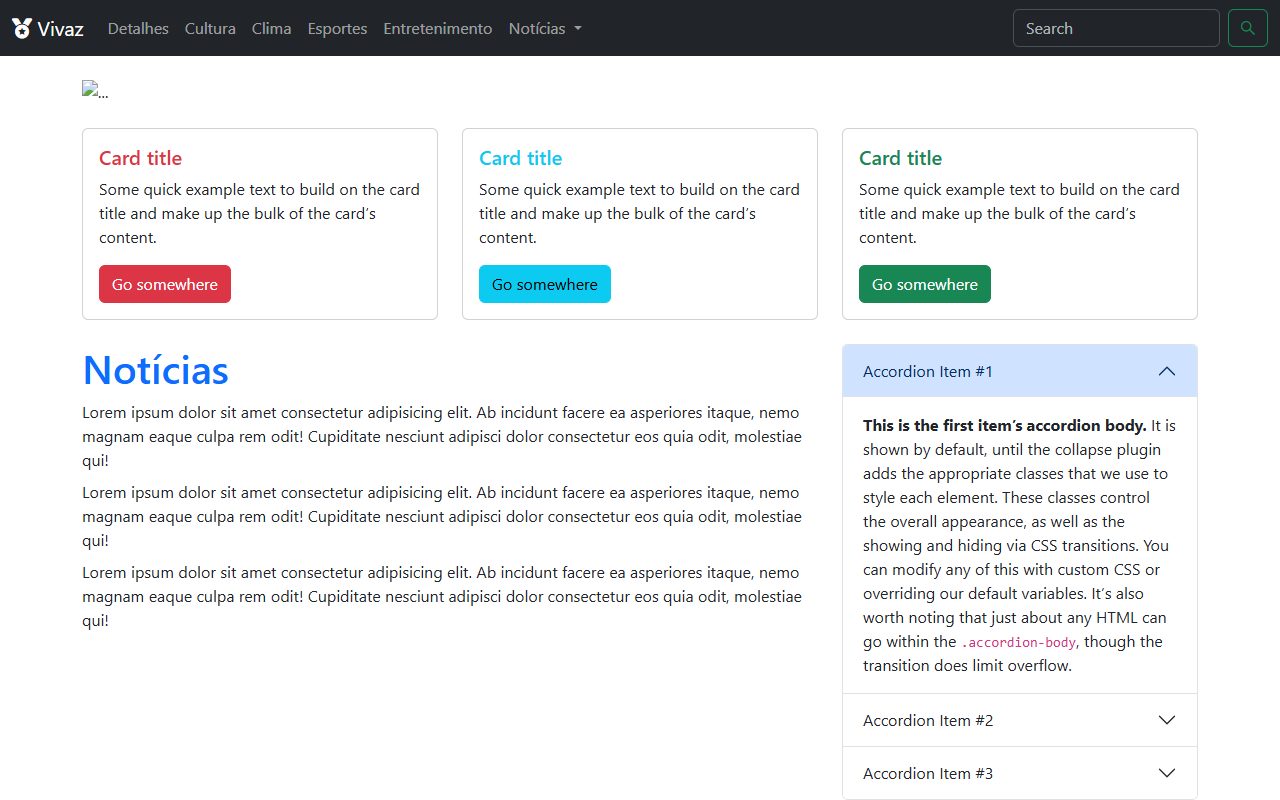 Vivaz Detalhes Cultura Clima Esportes Entretenimento Notícias Search
...
Card title
Some quick example text to build on the card
title and make up the bulk of the card’s
content.
Go somewhere
Card title
Some quick example text to build on the card
title and make up the bulk of the card’s
content.
Go somewhere
Card title
Some quick example text to build on the card
title and make up the bulk of the card’s
content.
Go somewhere
Notícias
Lorem ipsum dolor sit amet consectetur adipisicing elit. Ab incidunt facere ea asperiores itaque, nemo
magnam eaque culpa rem odit! Cupiditate nesciunt adipisci dolor consectetur eos quia odit, molestiae
qui!
Lorem ipsum dolor sit amet consectetur adipisicing elit. Ab incidunt facere ea asperiores itaque, nemo
magnam eaque culpa rem odit! Cupiditate nesciunt adipisci dolor consectetur eos quia odit, molestiae
qui!
Lorem ipsum dolor sit amet consectetur adipisicing elit. Ab incidunt facere ea asperiores itaque, nemo
magnam eaque culpa rem odit! Cupiditate nesciunt adipisci dolor consectetur eos quia odit, molestiae
qui!
Accordion Item #1
This is the first item’s accordion body. It is
shown by default, until the collapse plugin
adds the appropriate classes that we use to
style each element. These classes control
the overall appearance, as well as the
showing and hiding via CSS transitions. You
can modify any of this with custom CSS or
overriding our default variables. It’s also
worth noting that just about any HTML can
go within the .accordion-body, though the
transition does limit overflow.
Accordion Item #2
Accordion Item #3